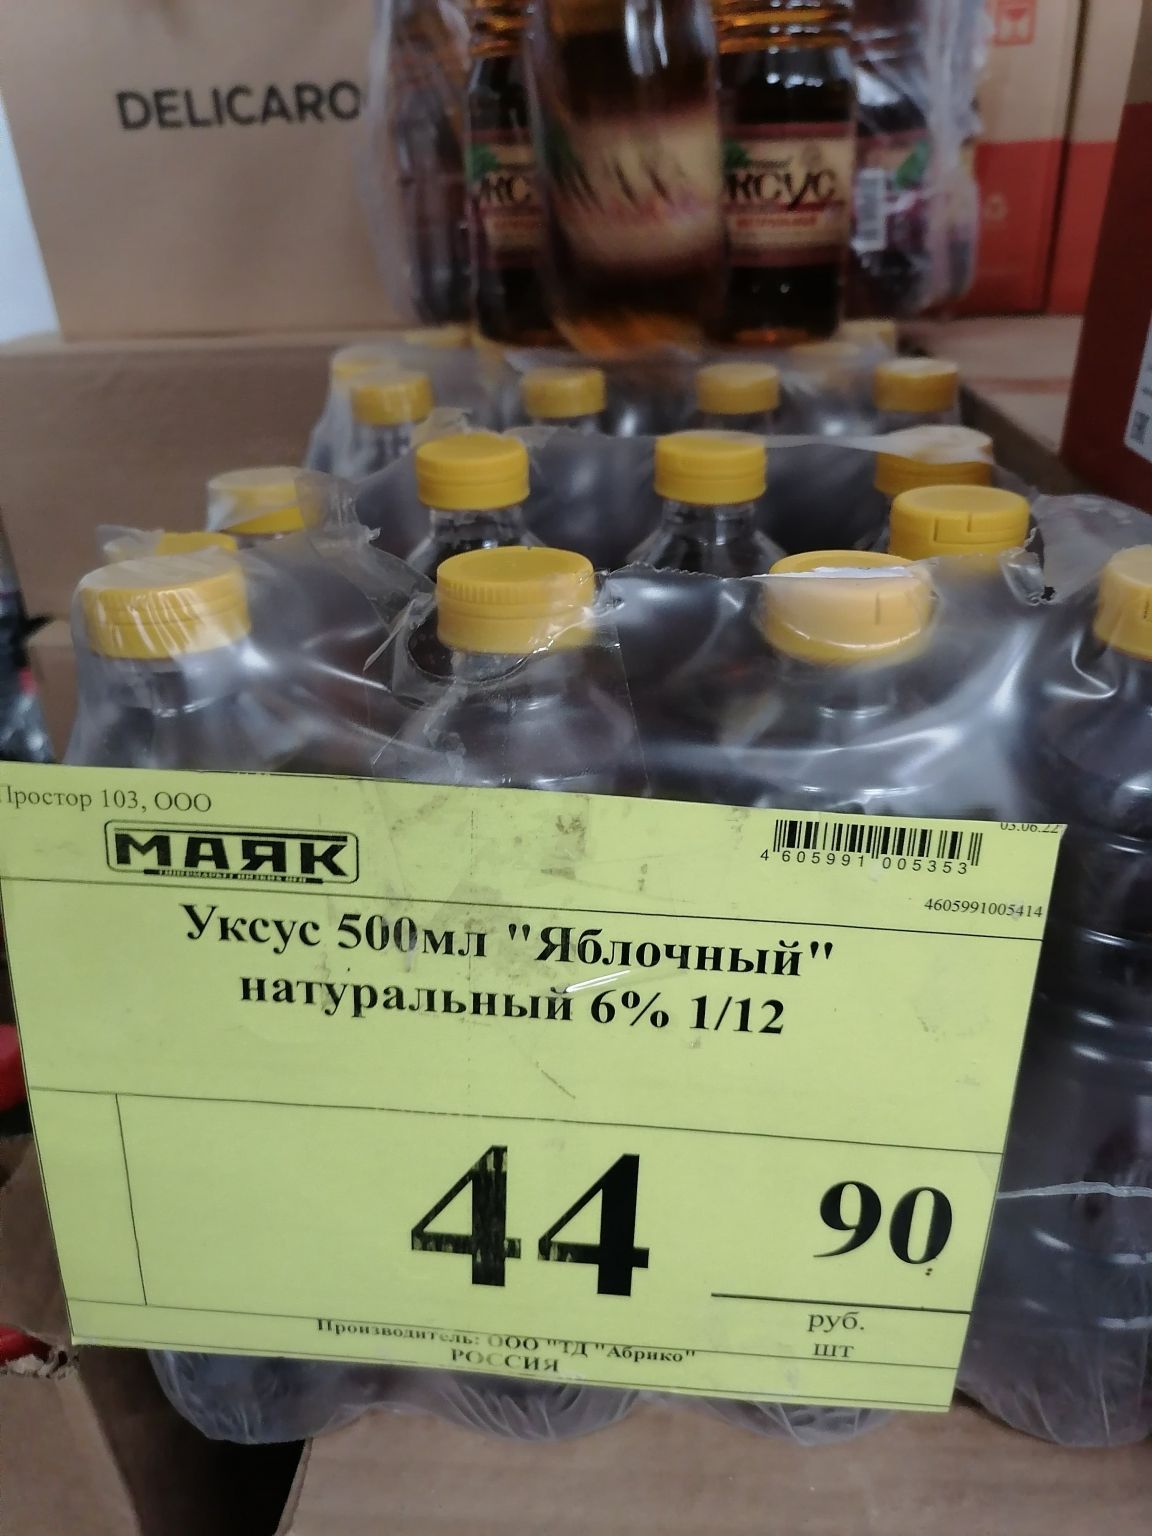 DELICARO
уксус
Простор 103, ООО
МАЯК
03.06.22
4 605991 005353
4605991005414
Уксус 500мл "Яблочный"
натуральный 6% 1/12
44 90
руб.
шт
Производитель: ООО "ТД "Абрико"
РОССИЯ